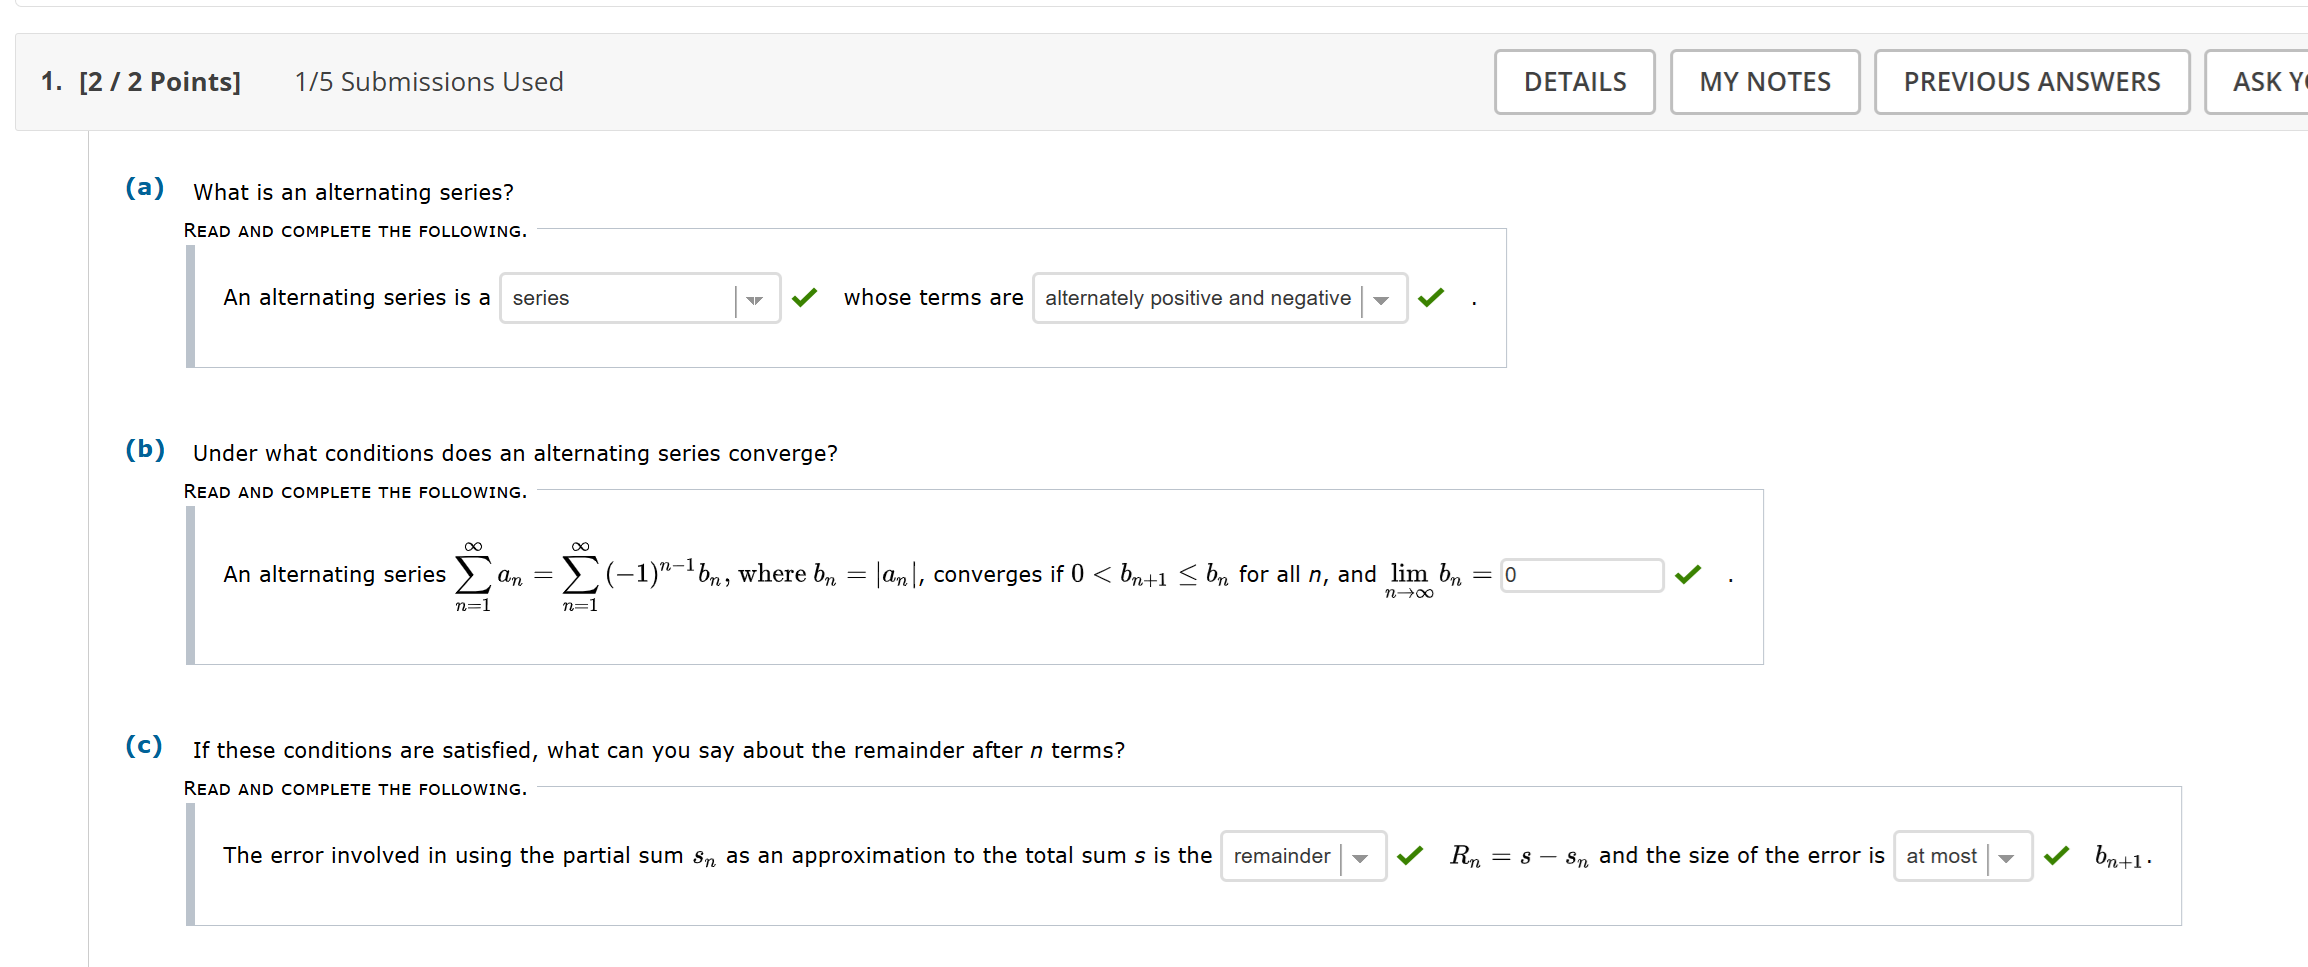 1. [2 / 2 Points] 1/5 Submissions Used DETAILS MY NOTES PREVIOUS ANSWERS ASK
(a) What is an alternating series?
READ AND COMPLETE THE FOLLOWING.
An alternating series is a series ✓ whose terms are alternately positive and negative ✓ .
(b) Under what conditions does an alternating series converge?
READ AND COMPLETE THE FOLLOWING.
An alternating series ∑_{n=1}^{∞} a_n = ∑_{n=1}^{∞} (−1)^{n−1} b_n, where b_n = |a_n|, converges if 0 < b_{n+1} ≤ b_n for all n, and lim_{n→∞} b_n = 0 ✓ .
(c) If these conditions are satisfied, what can you say about the remainder after n terms?
READ AND COMPLETE THE FOLLOWING.
The error involved in using the partial sum s_n as an approximation to the total sum s is the remainder ✓ R_n = s − s_n and the size of the error is at most ✓ b_{n+1}.